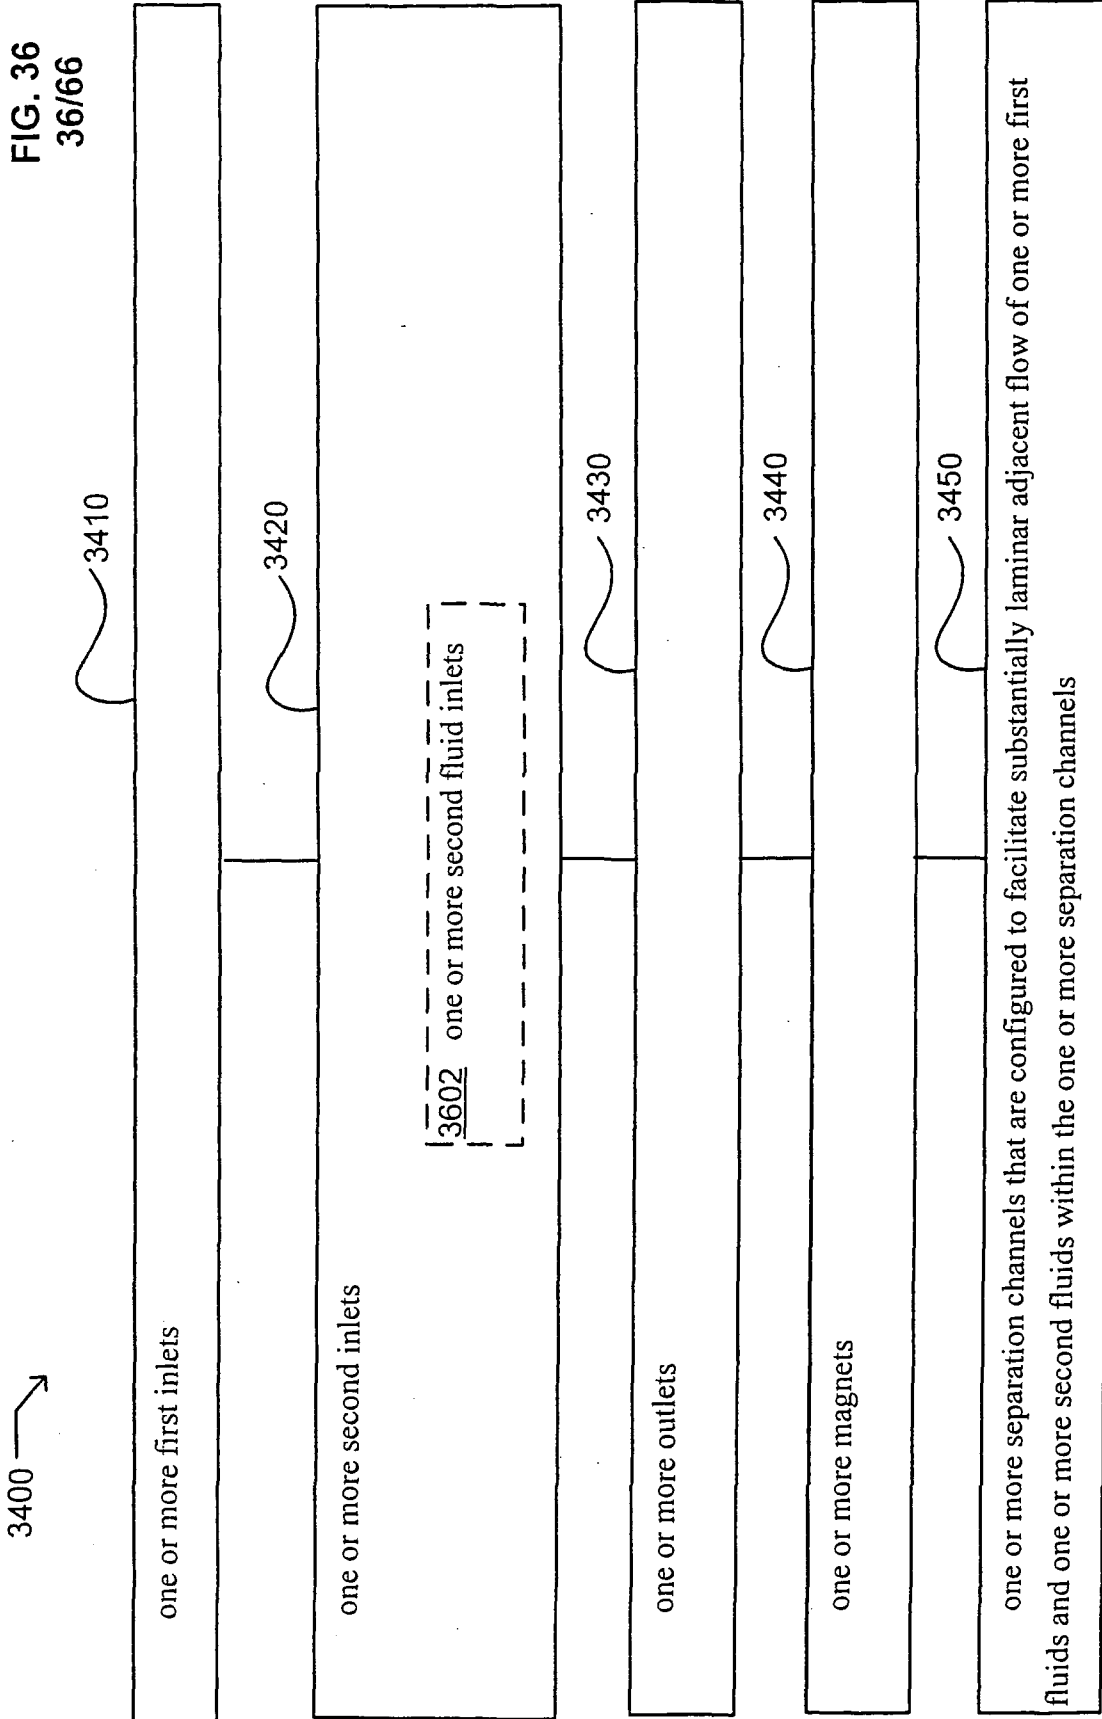 FIG. 36
36/66
3400
3410
one or more first inlets
3420
one or more second inlets
3602 one or more second fluid inlets
3430
one or more outlets
3440
one or more magnets
3450
one or more separation channels that are configured to facilitate substantially laminar adjacent flow of one or more first
fluids and one or more second fluids within the one or more separation channels